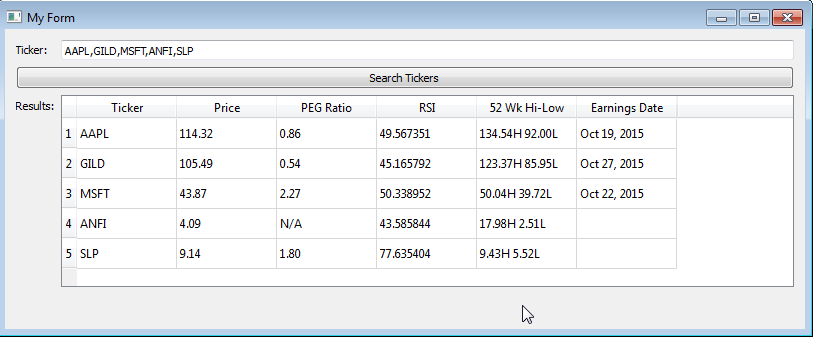 My Form
Ticker: AAPL,GILD,MSFT,ANFI,SLP
Search Tickers
Results: Ticker Price PEG Ratio RSI 52 Wk Hi-Low Earnings Date
1 AAPL 114.32 0.86 49.567351 134.54H 92.00L Oct 19, 2015
2 GILD 105.49 0.54 45.165792 123.37H 85.95L Oct 27, 2015
3 MSFT 43.87 2.27 50.338952 50.04H 39.72L Oct 22, 2015
4 ANFI 4.09 N/A 43.585844 17.98H 2.51L
5 SLP 9.14 1.80 77.635404 9.43H 5.52L